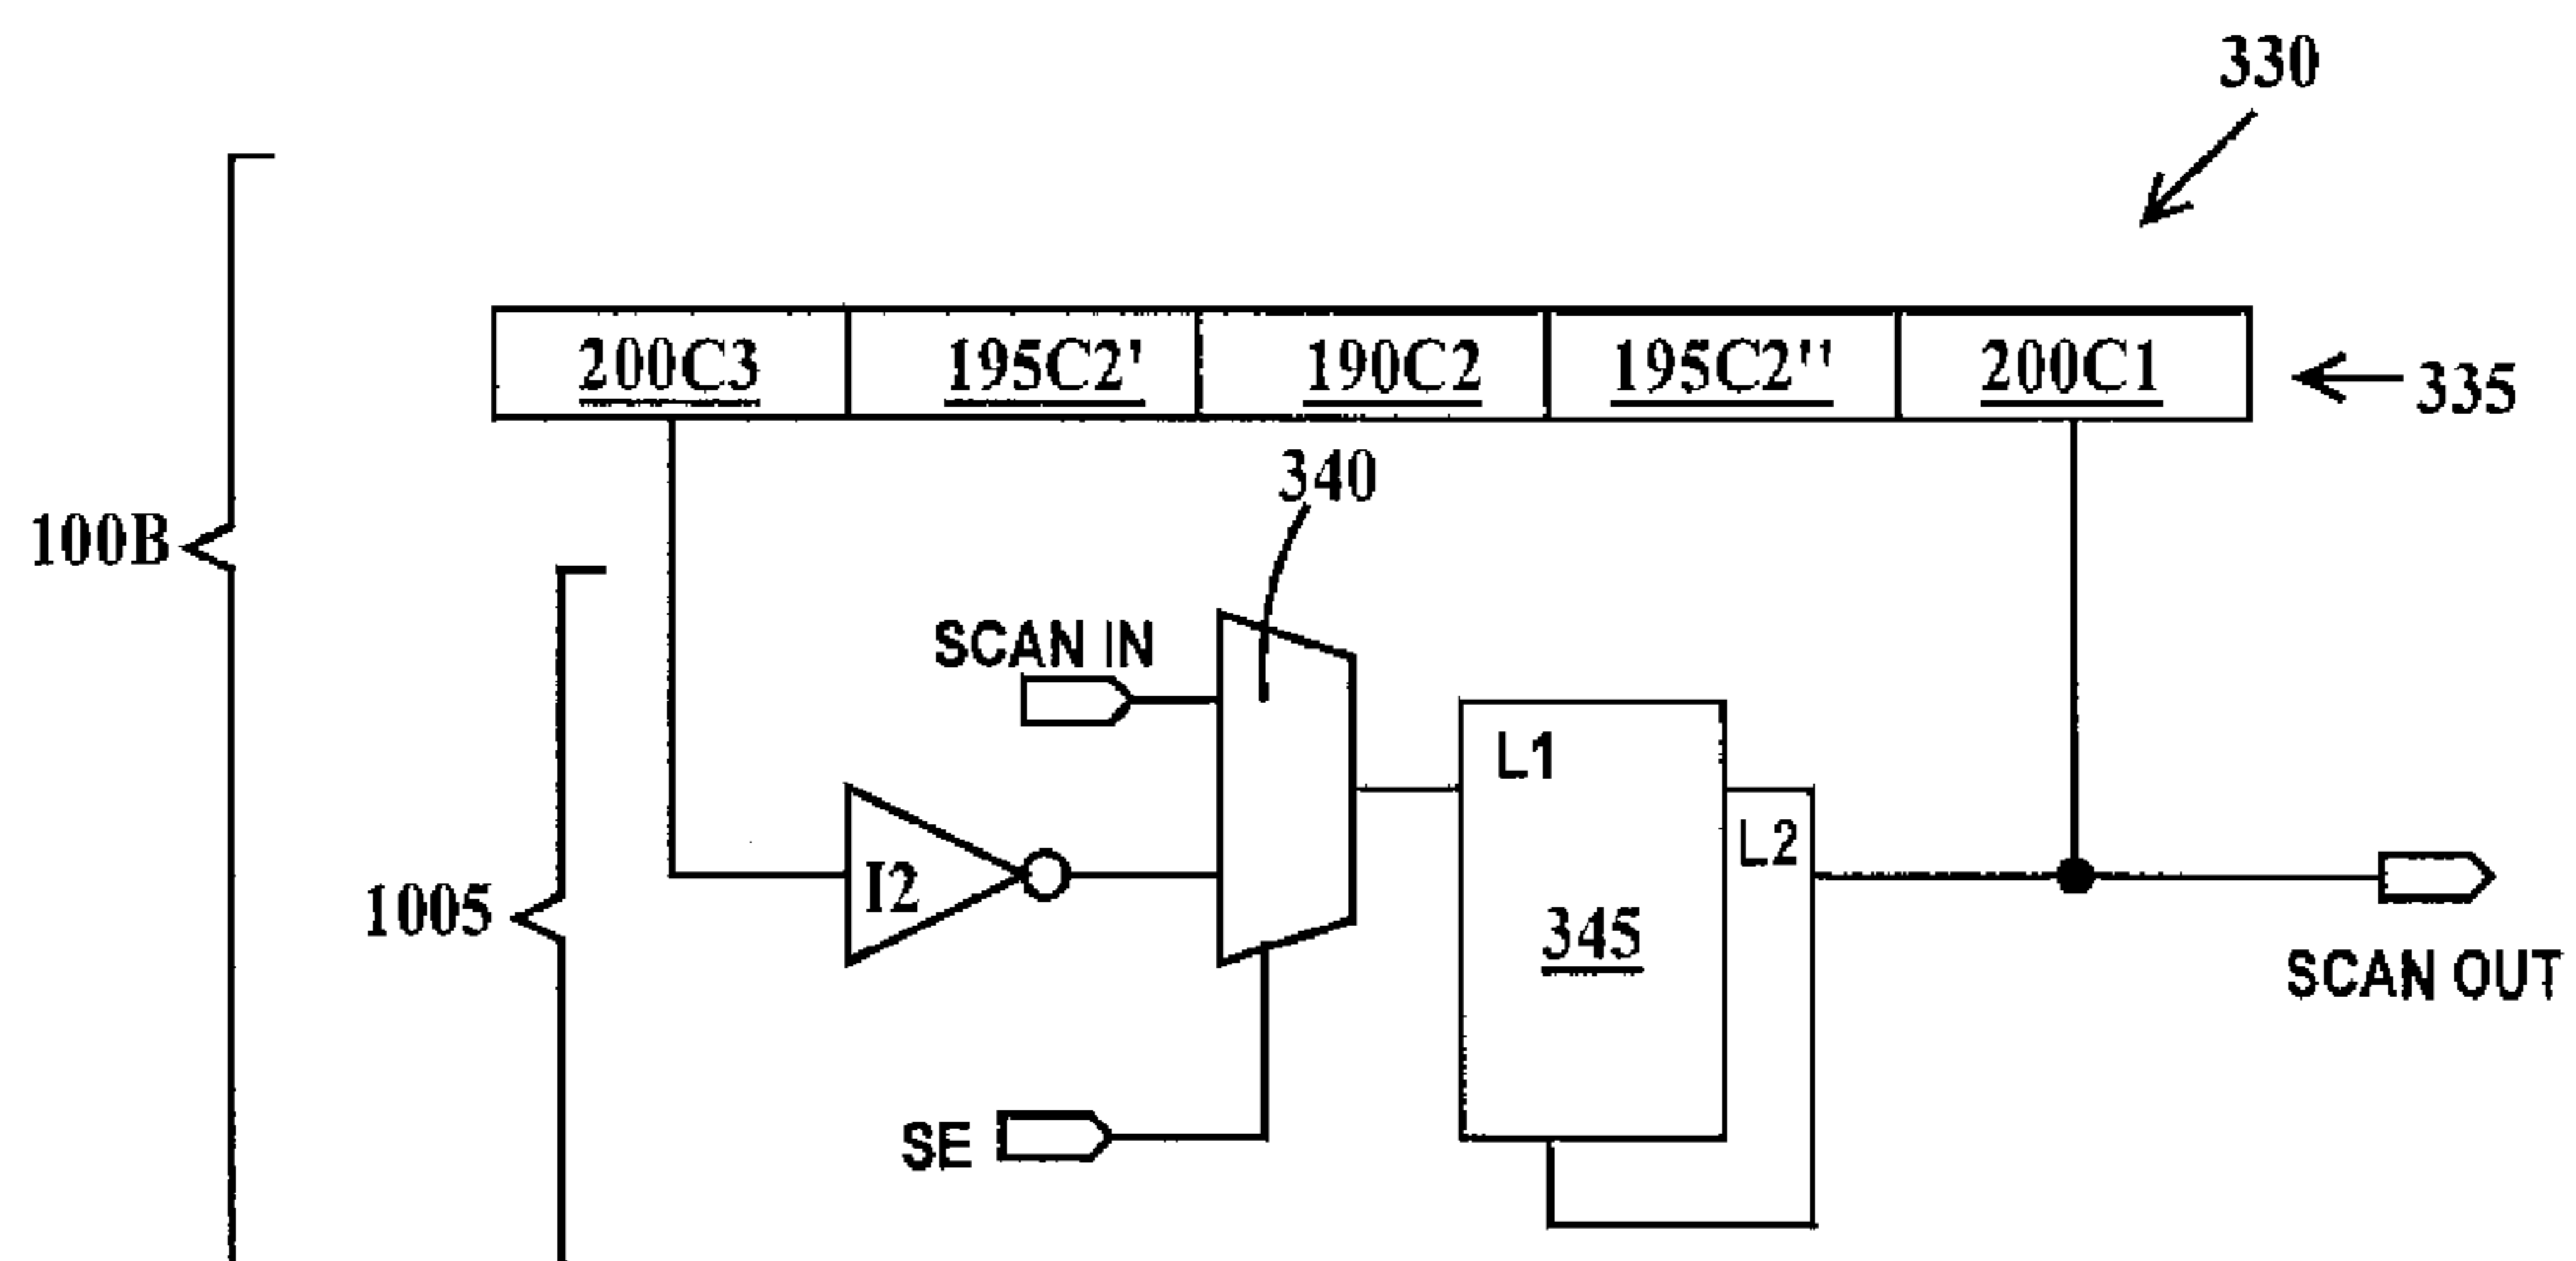 330
200C3 195C2' 190C2 195C2" 200C1
335
340
100B
SCAN IN
L1
L2
I2
1005
345
SCAN OUT
SE